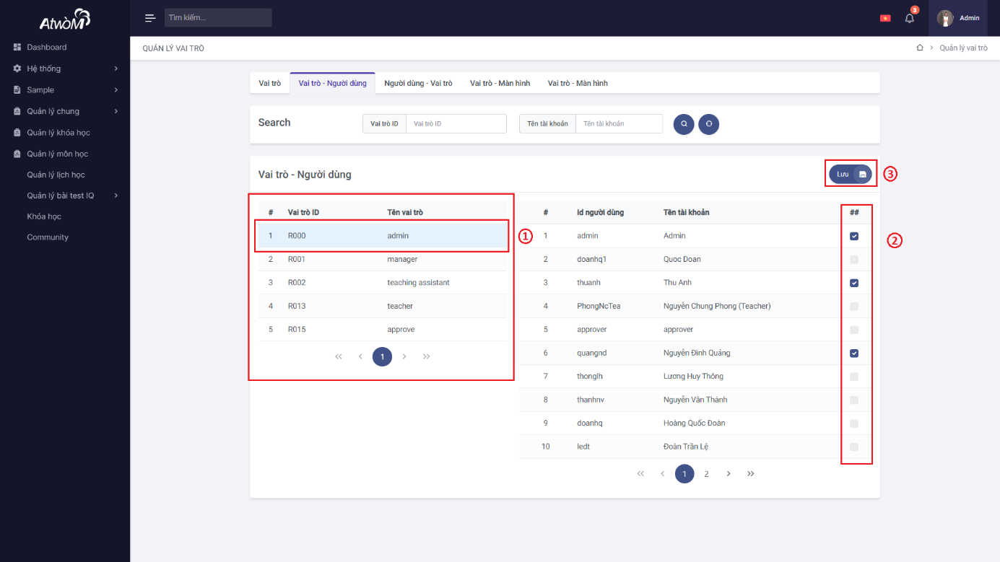 AtwoM
Tìm kiếm...
3
Admin
Dashboard
Hệ thống
Sample
Quản lý chung
Quản lý khóa học
Quản lý môn học
Quản lý lịch học
Quản lý bài test IQ
Khóa học
Community
QUẢN LÝ VAI TRÒ
Quản lý vai trò
Vai trò Vai trò - Người dùng Người dùng - Vai trò Vai trò - Màn hình Vai trò - Màn hình
Search Vai trò ID Vai trò ID Tên tài khoản Tên tài khoản
Vai trò - Người dùng Lưu 3
# Vai trò ID Tên vai trò
1 R000 admin 1
2 R001 manager
3 R002 teaching assistant
4 R013 teacher
5 R015 approve
1
# Id người dùng Tên tài khoản ##
1 admin Admin 2
2 doanhq1 Quoc Doan
3 thuanh Thu Anh
4 PhongNcTea Nguyễn Chung Phong (Teacher)
5 approver approver
6 quangnd Nguyễn Đình Quảng
7 thonglh Lương Huy Thông
8 thanhnv Nguyễn Văn Thành
9 doanhq Hoàng Quốc Đoàn
10 ledt Đoàn Trần Lệ
1 2